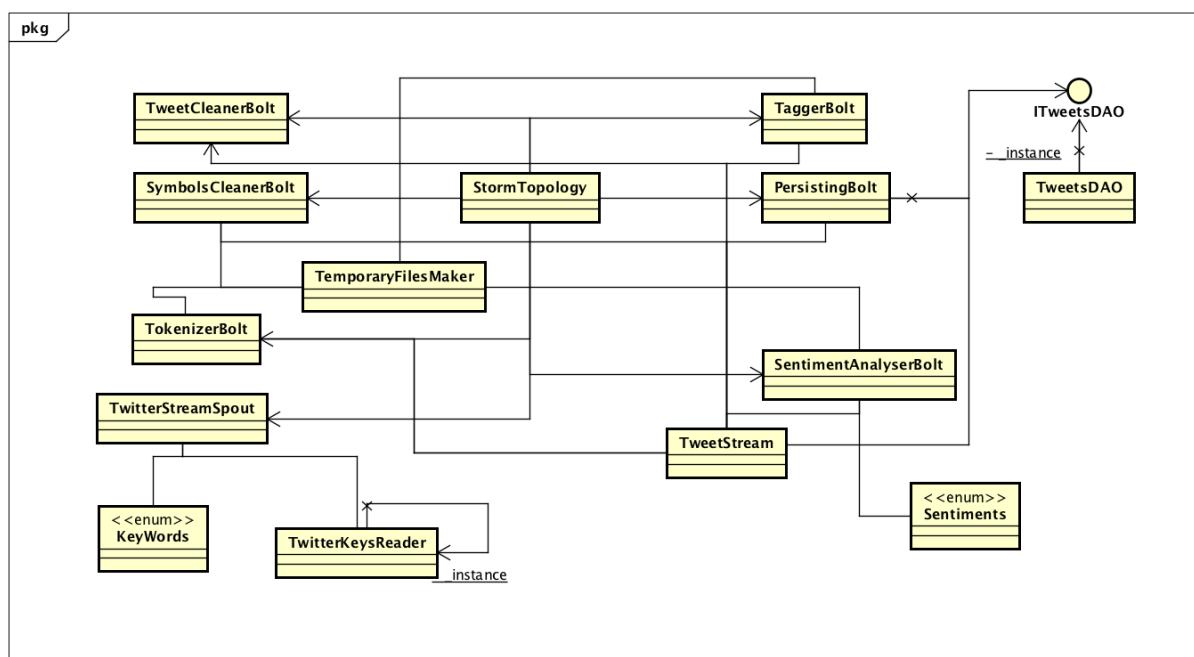 pkg
TweetCleanerBolt
TaggerBolt
ITweetsDAO
- _instance
SymbolsCleanerBolt
StormTopology
PersistingBolt
TweetsDAO
TemporaryFilesMaker
TokenizerBolt
SentimentAnalyserBolt
TwitterStreamSpout
TweetStream
<<enum>>
KeyWords
<<enum>>
Sentiments
TwitterKeysReader
_instance